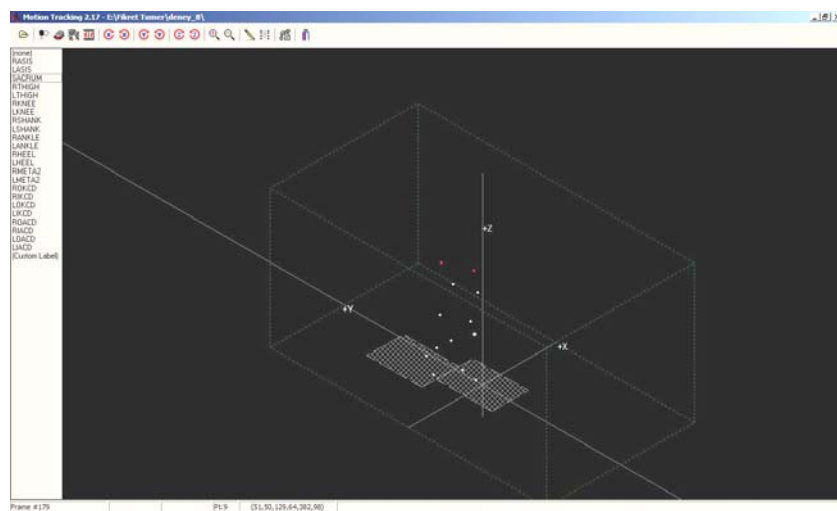 Motion Tracking 2.17 - E:\Fikret Tumer\deney_8\
(none)
RASIS
LASIS
SACRUM
RTHIGH
LTHIGH
RKNEE
LKNEE
RSHANK
LSHANK
RANKLE
LANKLE
RHEEL
LHEEL
RMETA2
LMETA2
ROKCD
RIKCD
LOKCD
LIKCD
ROACD
RIACD
LOACD
LIACD
(Custom Label)
+Z
+Y
+X
Frame #179
Pt:9
(51,50,129,64,382,98)